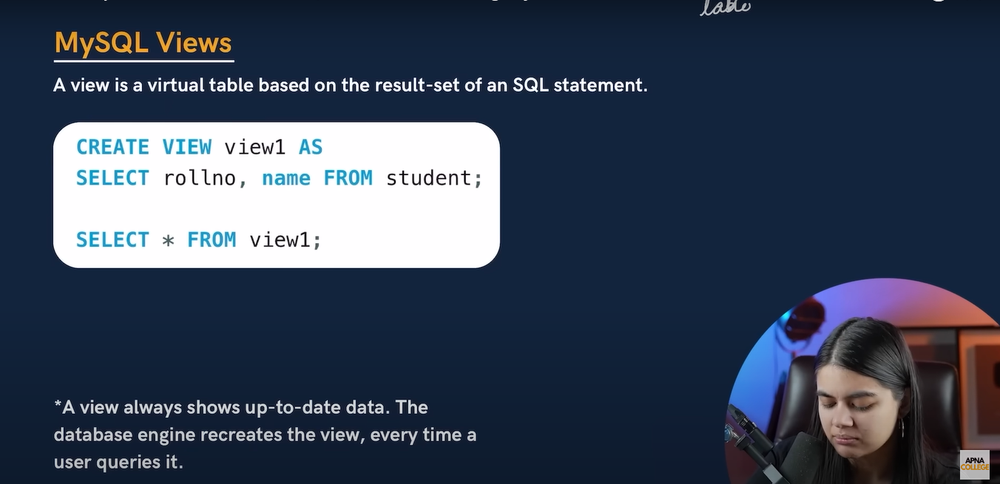 table
MySQL Views
A view is a virtual table based on the result-set of an SQL statement.
CREATE VIEW view1 AS
SELECT rollno, name FROM student;
SELECT * FROM view1;
*A view always shows up-to-date data. The
database engine recreates the view, every time a
user queries it.
APNA
COLLEGE